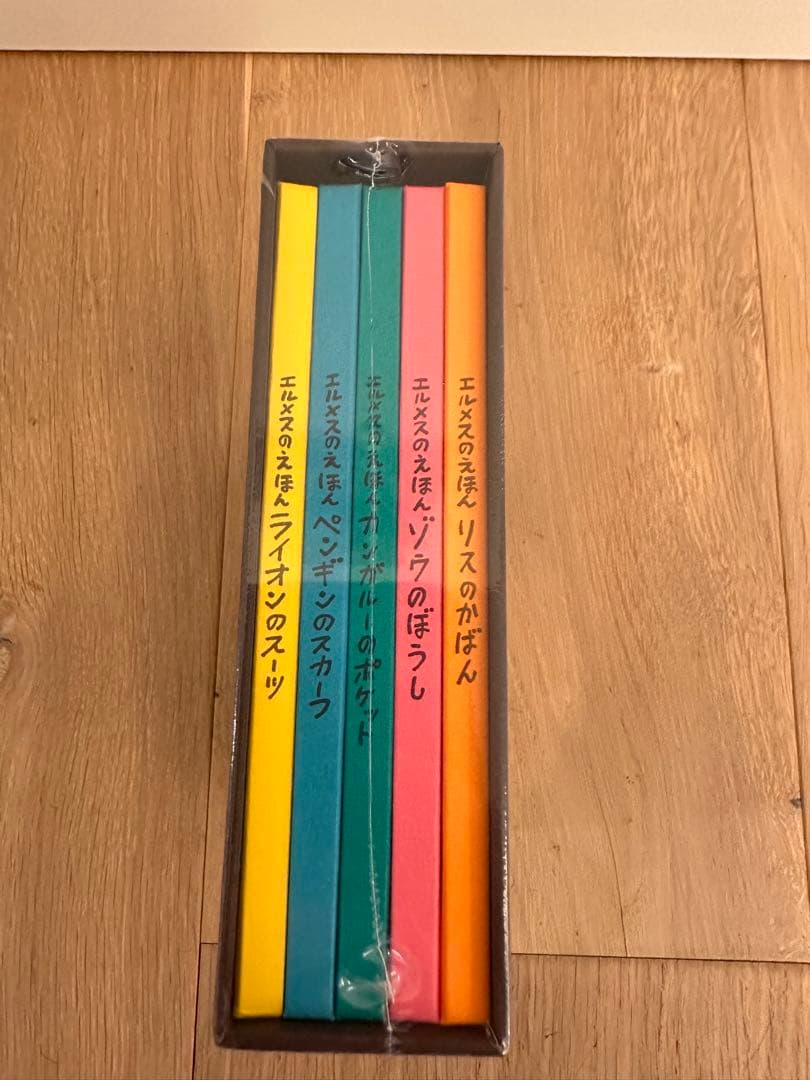 エルメスのえほん リスのかばん
エルメスのえほん ゾウのぼうし
エルメスのえほん カンガルーのポケット
エルメスのえほん ペンギンのスカーフ
エルメスのえほん ライオンのスーツ